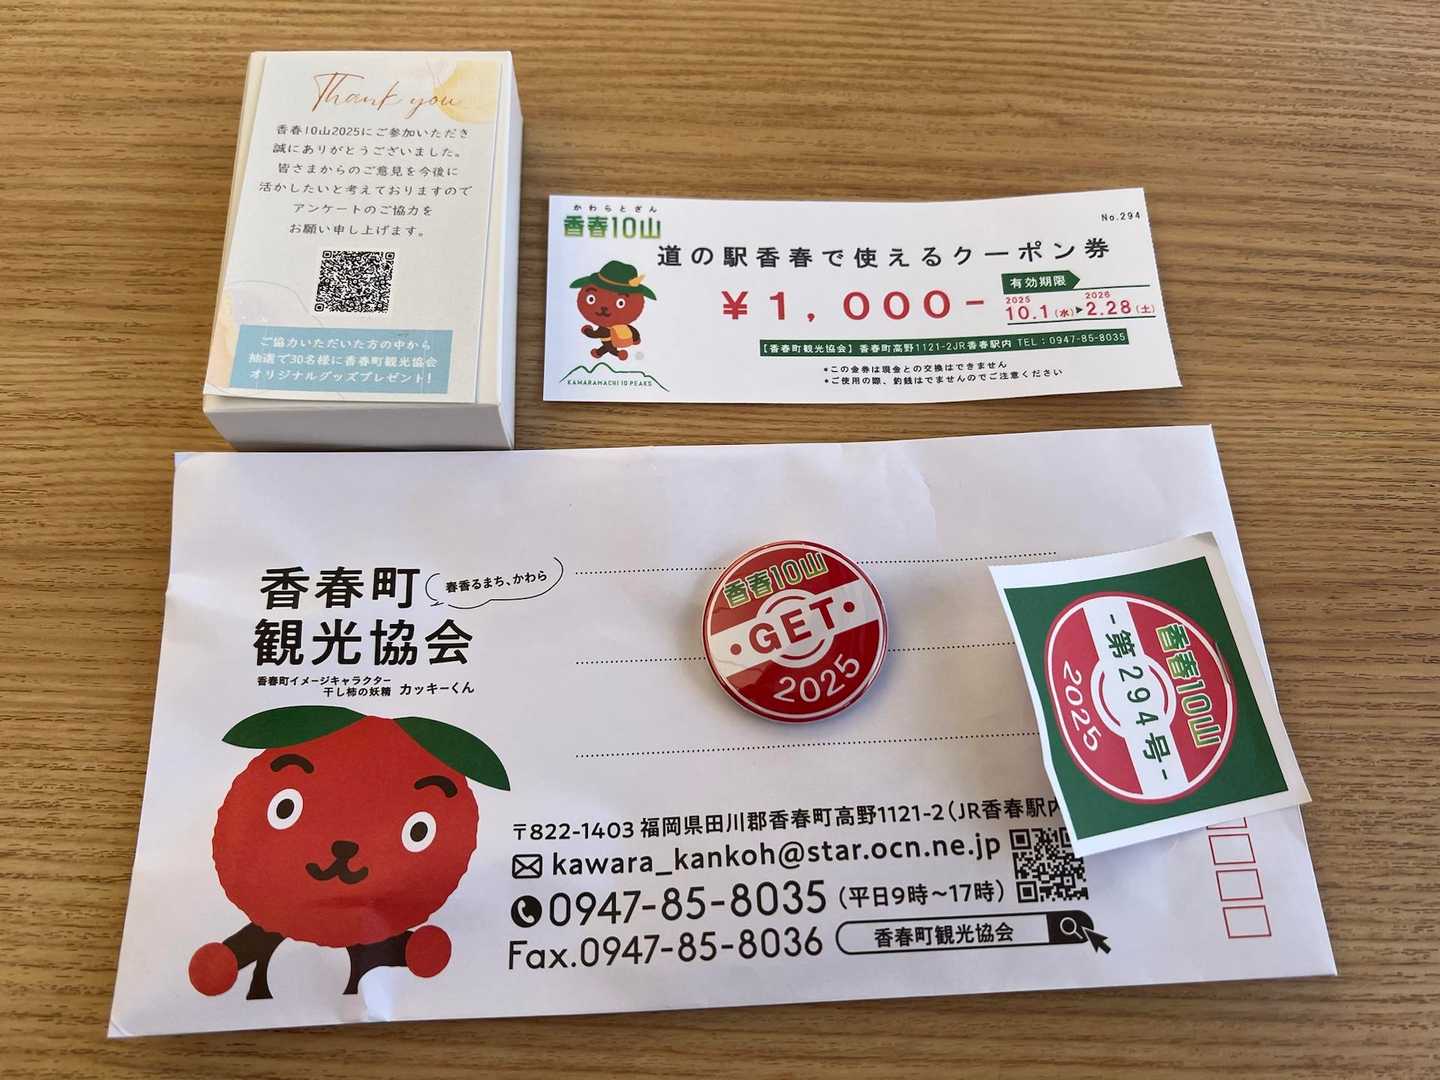 Thank you
香春10山2025にご参加いただき
誠にありがとうございました。
皆さまからのご意見を今後に
活かしたいと考えておりますので
アンケートのご協力を
お願い申し上げます。
ご協力いただいた方の中から
抽選で30名様に香春町観光協会
オリジナルグッズプレゼント！
かわらとざん
香春10山
No.294
道の駅香春で使えるクーポン券
¥1,000-
有効期限
2025
10.1(水)▶2026
2.28(土)
【香春町観光協会】香春町高野1121-2JR香春駅内 TEL：0947-85-8035
*この金券は現金との交換はできません
*ご使用の際、釣銭はでませんのでご注意ください
KAWARAMACHI 10 PEAKS
香春町
春香るまち、かわら
観光協会
香春町イメージキャラクター
干し柿の妖精 カッキーくん
香春10山
GET
2025
香春10山
-第294号-
2025
〒822-1403 福岡県田川郡香春町高野1121-2(JR香春駅内
kawara_kankoh@star.ocn.ne.jp
0947-85-8035(平日9時～17時)
Fax.0947-85-8036
香春町観光協会